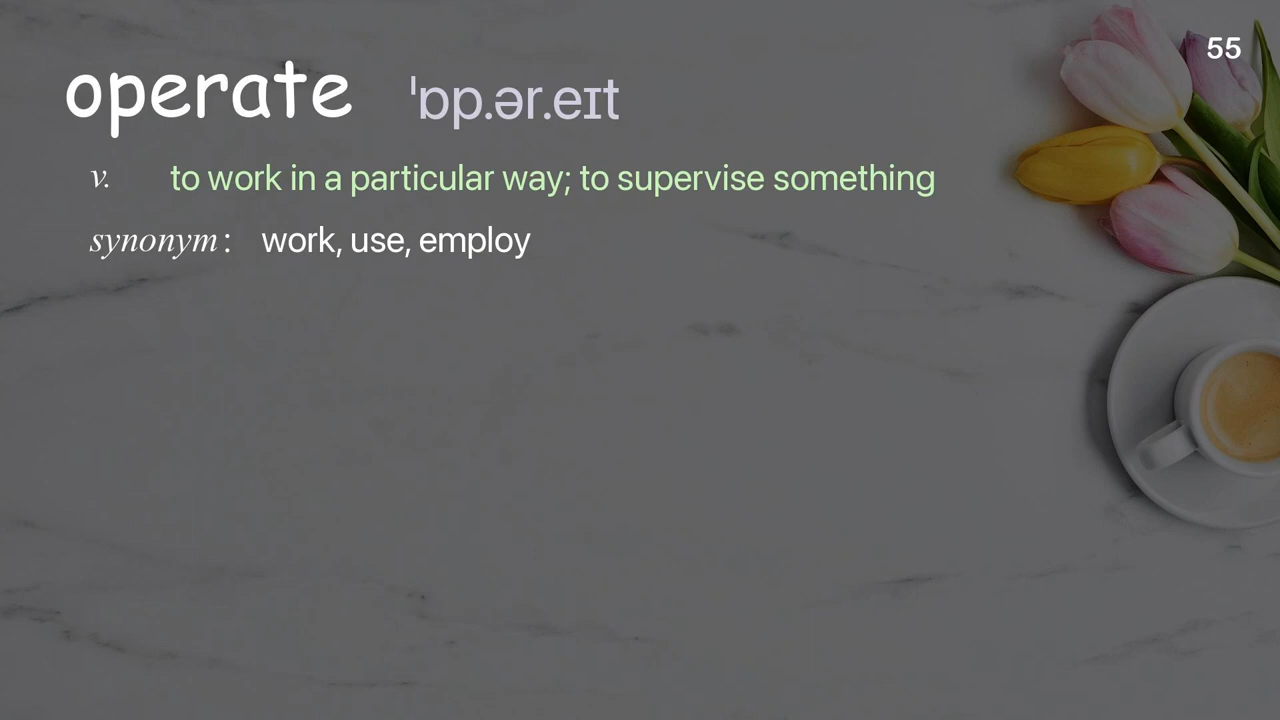 55
operate ˈɒp.ər.eɪt
v. to work in a particular way; to supervise something
synonym: work, use, employ